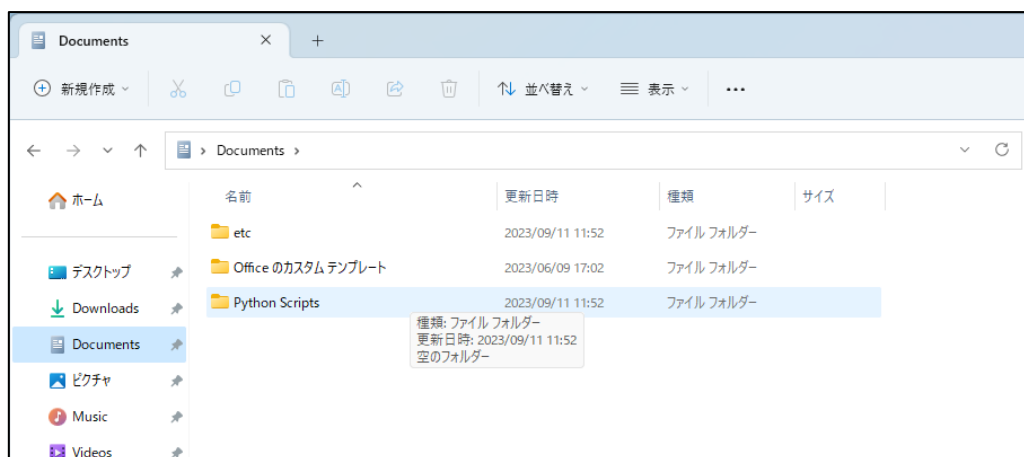 Documents
新規作成
並べ替え
表示
Documents
ホーム
デスクトップ
Downloads
Documents
ピクチャ
Music
Videos
名前 更新日時 種類 サイズ
etc 2023/09/11 11:52 ファイル フォルダー
Office のカスタム テンプレート 2023/06/09 17:02 ファイル フォルダー
Python Scripts 2023/09/11 11:52 ファイル フォルダー
種類: ファイル フォルダー
更新日時: 2023/09/11 11:52
空のフォルダー